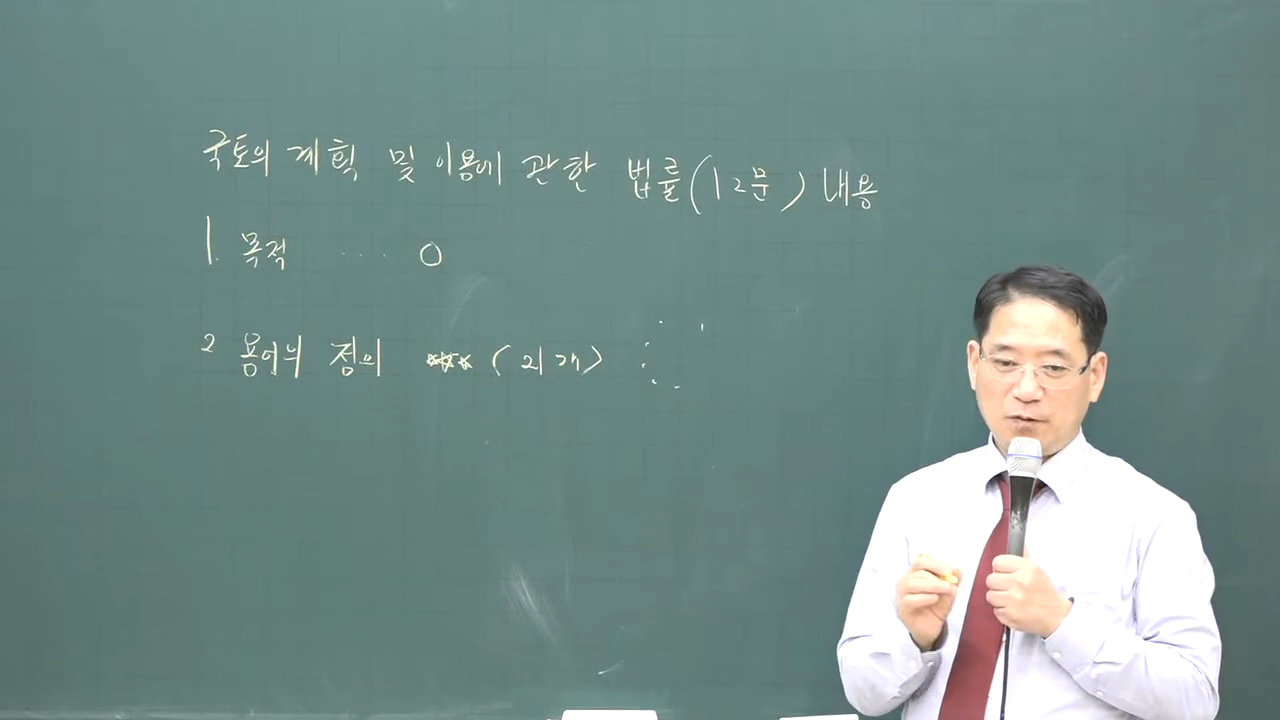 국토의 계획 및 이용에 관한 법률(12문) 내용
1. 목적 ···· 0
2 용어의 정의 *** (21개)